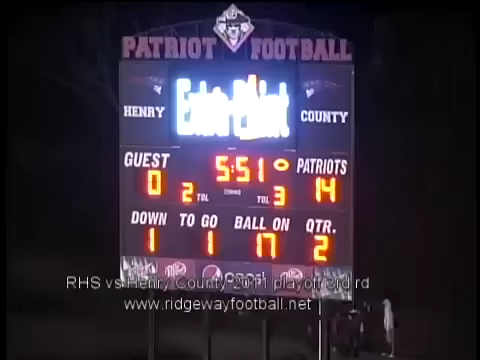 PATRIOT FOOTBALL
HENRY COUNTY
GUEST 5:51 PATRIOTS
0 2 TOL TOL 3 14
DOWN TO GO BALL ON QTR.
1 1 17 2
pepsi
RHS vs Henry County 2011 playoff 3rd rd
www.ridgewayfootball.net